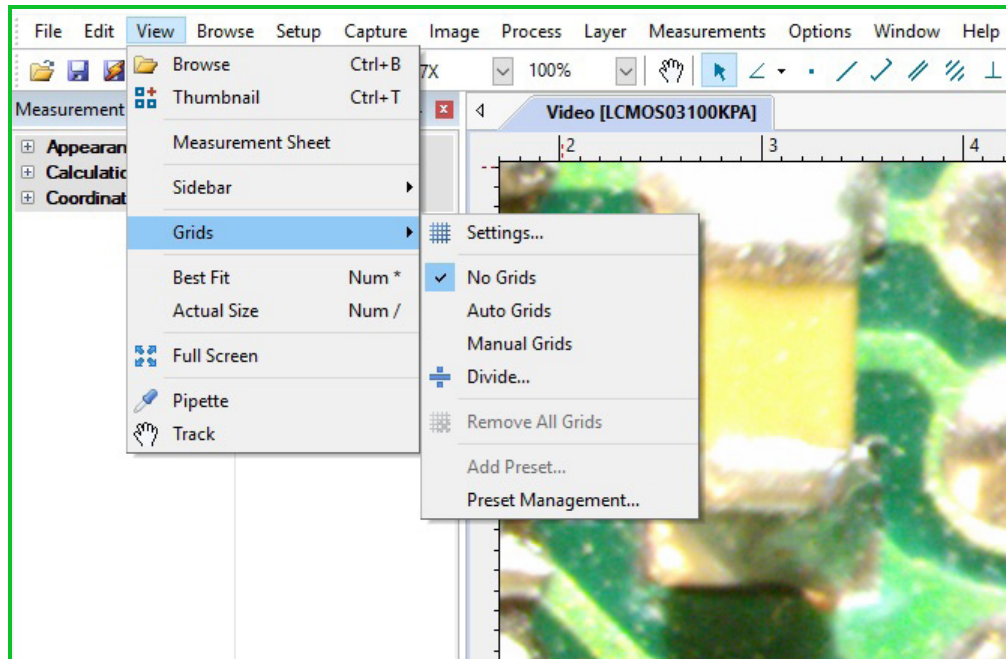 File Edit View Browse Setup Capture Image Process Layer Measurements Options Window Help
7X 100%
Measurement
Appearan
Calculatio
Coordinat
Browse Ctrl+B
Thumbnail Ctrl+T
Measurement Sheet
Sidebar
Grids
Best Fit Num *
Actual Size Num /
Full Screen
Pipette
Track
Settings...
No Grids
Auto Grids
Manual Grids
Divide...
Remove All Grids
Add Preset...
Preset Management...
Video [LCMOS03100KPA]
2 3 4